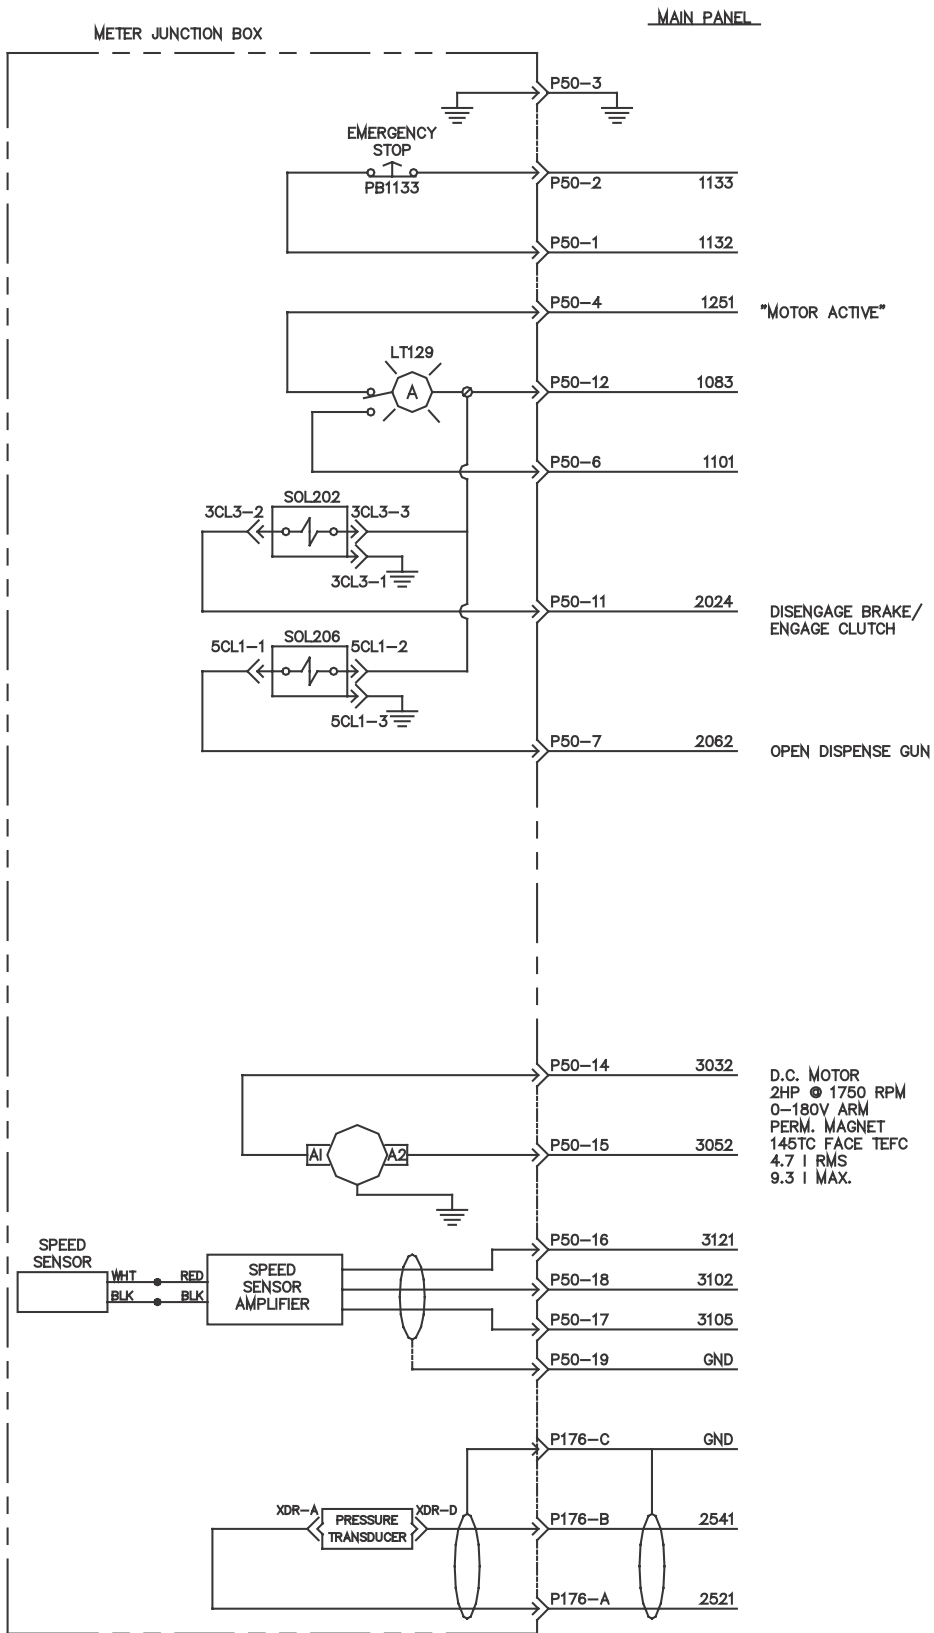 MAIN PANEL
METER JUNCTION BOX
P50-3
EMERGENCY
STOP
PB1133
P50-2 1133
P50-1 1132
P50-4 1251 "MOTOR ACTIVE"
LT129
A
P50-12 1083
P50-6 1101
SOL202
3CL3-2 3CL3-3
3CL3-1
P50-11 2024
DISENGAGE BRAKE/
ENGAGE CLUTCH
SOL206
5CL1-1 5CL1-2
5CL1-3
P50-7 2062 OPEN DISPENSE GUN
P50-14 3032
D.C. MOTOR
2HP @ 1750 RPM
0-180V ARM
PERM. MAGNET
145TC FACE TEFC
4.7 I RMS
9.3 I MAX.
A1 A2 P50-15 3052
SPEED
SENSOR
WHT RED
BLK BLK
SPEED
SENSOR
AMPLIFIER
P50-16 3121
P50-18 3102
P50-17 3105
P50-19 GND
P176-C GND
XDR-A XDR-D
PRESSURE
TRANSDUCER
P176-B 2541
P176-A 2521